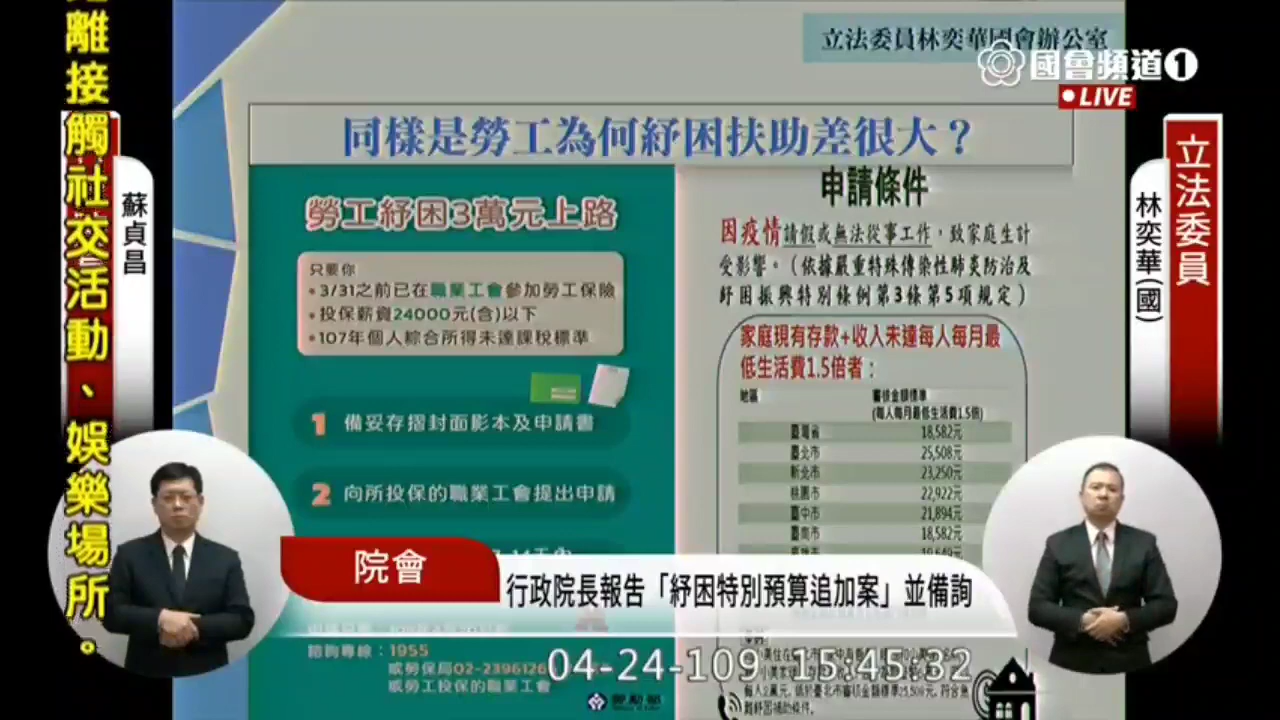 離接觸社交活動、娛樂場所。
蘇貞昌
立法委員林奕華國會辦公室
國會頻道1
LIVE
立法委員
林奕華(國)
同樣是勞工為何紓困扶助差很大？
勞工紓困3萬元上路
只要你
•3/31之前已在職業工會參加勞工保險
•投保薪資24000元(含)以下
•107年個人綜合所得未達課稅標準
1 備妥存摺封面影本及申請書
2 向所投保的職業工會提出申請
諮詢專線：1955
或勞保局02-2396126
或勞工投保的職業工會
勞動部
申請條件
因疫情請假或無法從事工作，致家庭生計
受影響。（依據嚴重特殊傳染性肺炎防治及
紓困振興特別條例第3條第5項規定）
家庭現有存款+收入未達每人每月最
低生活費1.5倍者：
地區 審核金額標準
(每人每月最低生活費1.5倍)
臺灣省 18,582元
臺北市 25,508元
新北市 23,250元
桃園市 22,922元
臺中市 21,894元
臺南市 18,582元
院會
行政院長報告「紓困特別預算追加案」並備詢
04-24-109 15:45:32